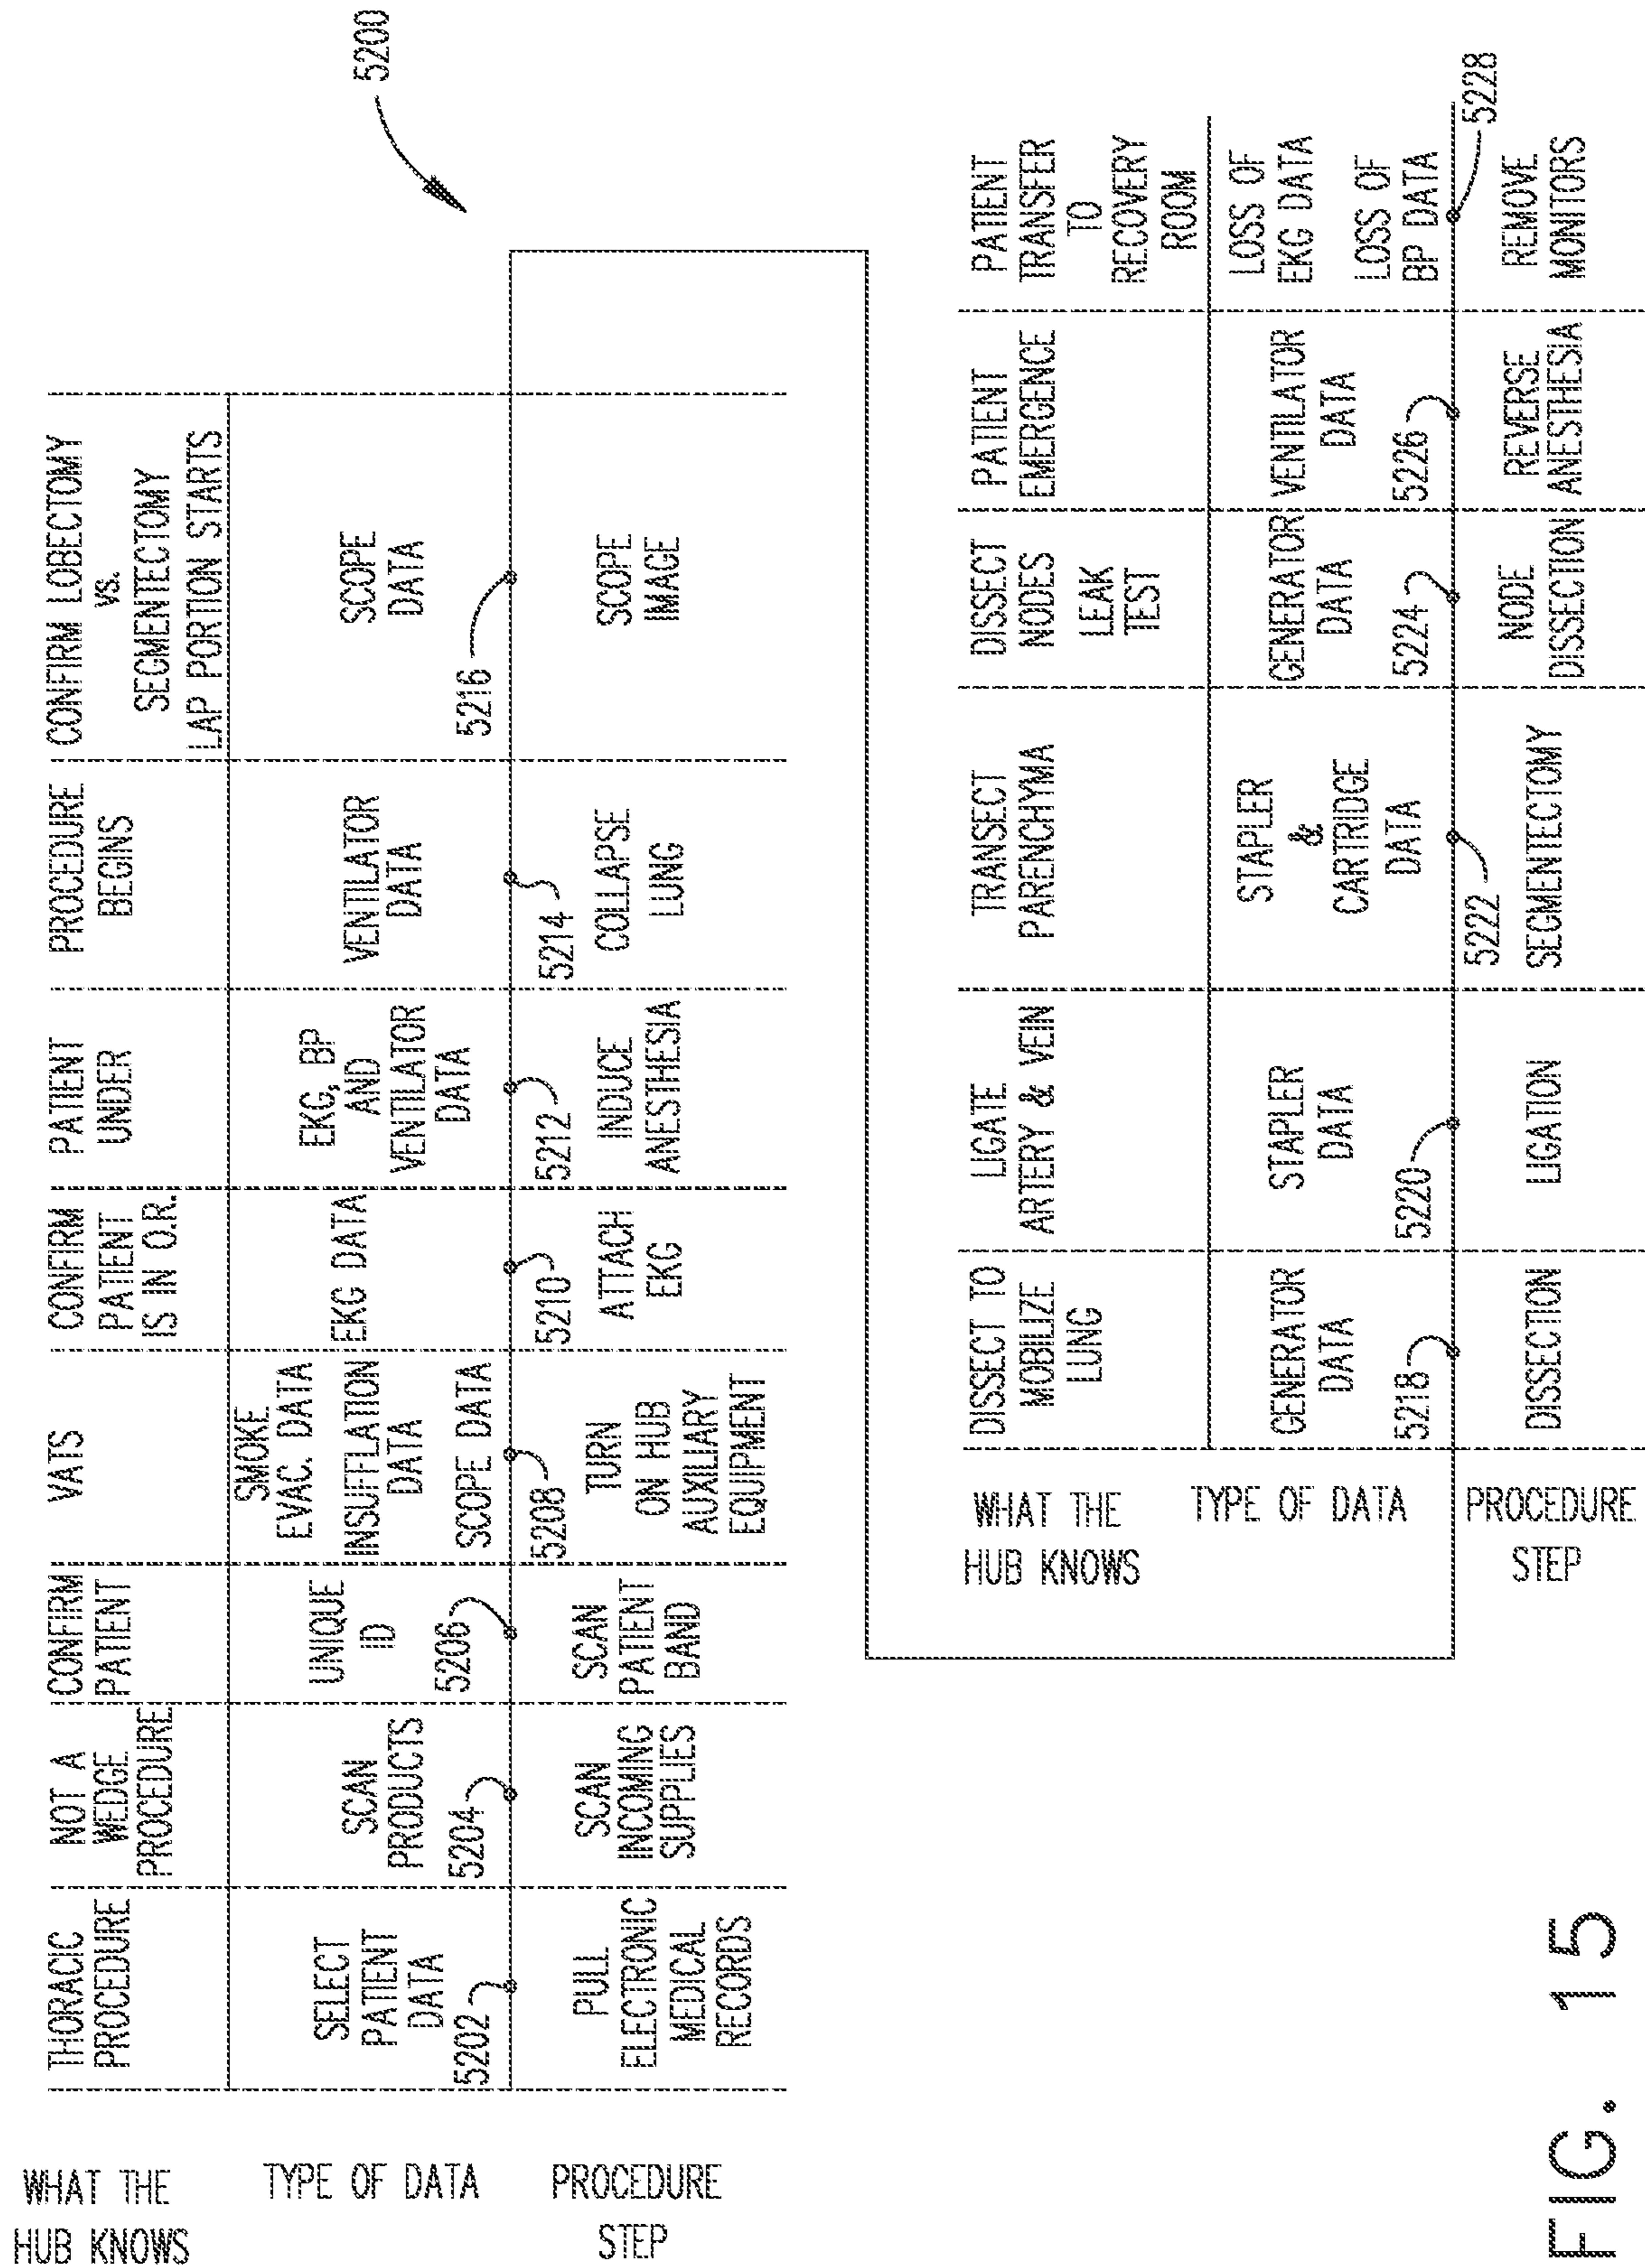 5200
WHAT THE
HUB KNOWS
THORACIC
PROCEDURE
NOT A
WEDGE
PROCEDURE
CONFIRM
PATIENT
VATS
CONFIRM
PATIENT
IS IN O.R.
PATIENT
UNDER
PROCEDURE
BEGINS
CONFIRM LOBECTOMY
VS.
SEGMENTECTOMY
LAP PORTION STARTS
TYPE OF DATA
SELECT
PATIENT
DATA
5202
SCAN
PRODUCTS
5204
UNIQUE
ID
5206
SMOKE
EVAC. DATA
INSUFFLATION
DATA
SCOPE DATA
5208
EKG DATA
5210
EKG, BP
AND
VENTILATOR
DATA
5212
VENTILATOR
DATA
5214
SCOPE
DATA
5216
PROCEDURE
STEP
PULL
ELECTRONIC
MEDICAL
RECORDS
SCAN
INCOMING
SUPPLIES
SCAN
PATIENT
BAND
TURN
ON HUB
AUXILIARY
EQUIPMENT
ATTACH
EKG
INDUCE
ANESTHESIA
COLLAPSE
LUNG
SCOPE
IMAGE
WHAT THE
HUB KNOWS
DISSECT TO
MOBILIZE
LUNG
LIGATE
ARTERY & VEIN
TRANSECT
PARENCHYMA
DISSECT
NODES
LEAK
TEST
PATIENT
EMERGENCE
PATIENT
TRANSFER
TO
RECOVERY
ROOM
TYPE OF DATA
GENERATOR
DATA
5218
STAPLER
DATA
5220
STAPLER
&
CARTRIDGE
DATA
5222
GENERATOR
DATA
5224
VENTILATOR
DATA
5226
LOSS OF
EKG DATA
LOSS OF
BP DATA
5228
PROCEDURE
STEP
DISSECTION
LIGATION
SEGMENTECTOMY
NODE
DISSECTION
REVERSE
ANESTHESIA
REMOVE
MONITORS
FIG. 15